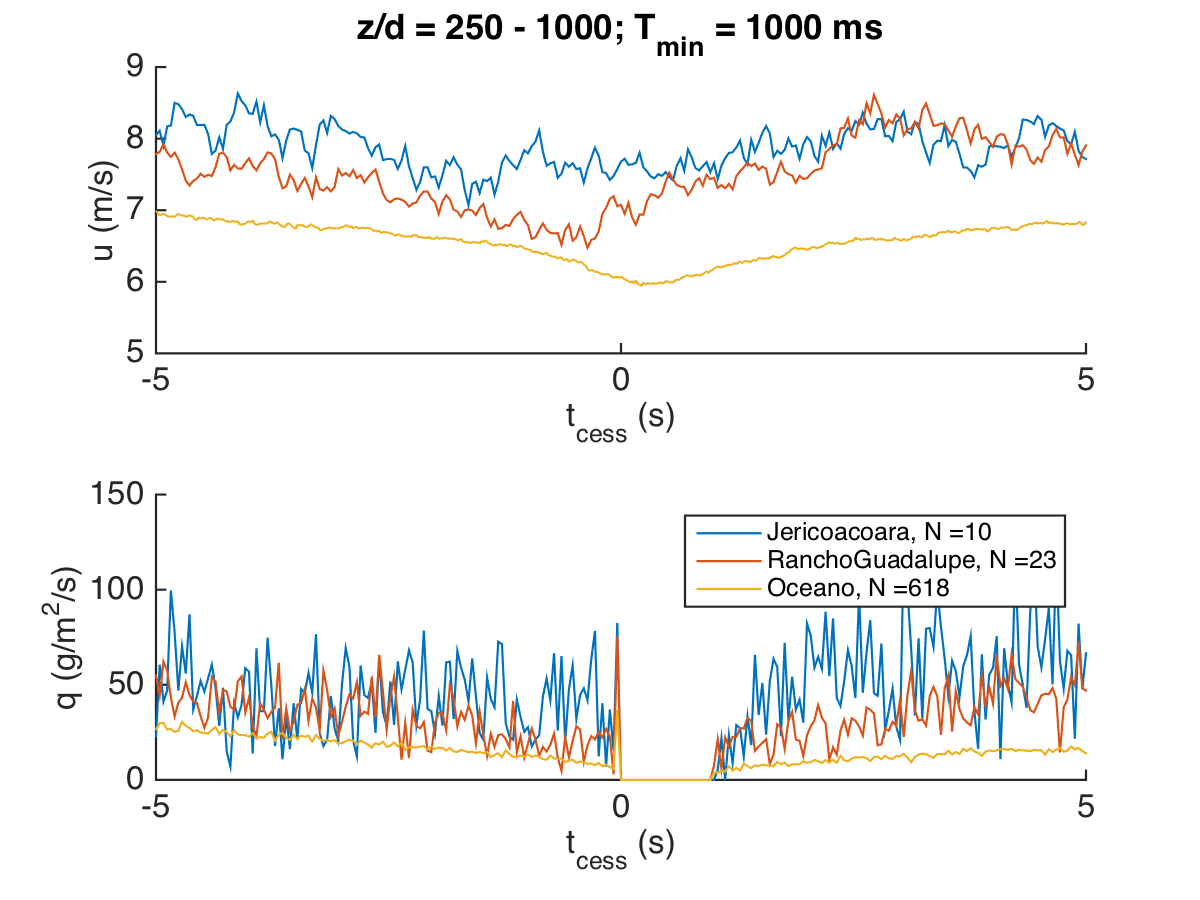 z/d = 250 - 1000; T_min = 1000 ms
9
8
7
6
5
u (m/s)
-5 0 5
t_cess (s)
150
100
50
0
q (g/m^2/s)
Jericoacoara, N =10
RanchoGuadalupe, N =23
Oceano, N =618
-5 0 5
t_cess (s)